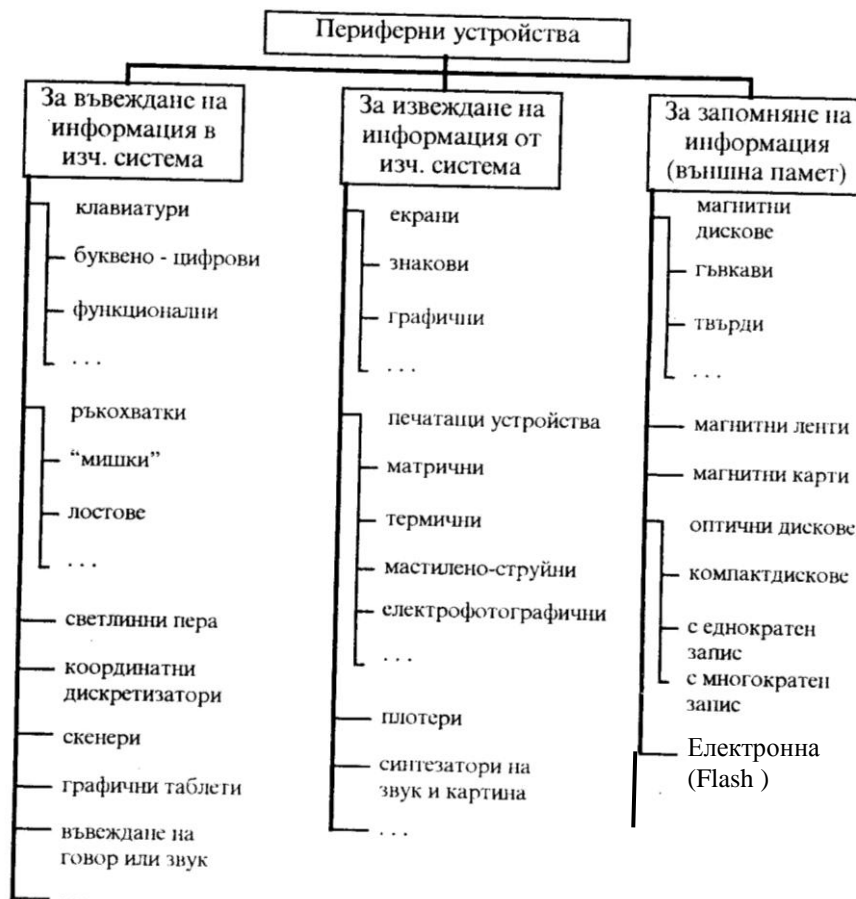 Периферни устройства
За въвеждане на
информация в
изч. система
клавиатури
буквено - цифрови
функционални
. . .
ръкохватки
“мишки”
лостове
. . .
светлинни пера
координатни
дискретизатори
скенери
графични таблети
въвеждане на
говор или звук
За извеждане на
информация от
изч. система
екрани
знакови
графични
. . .
печатащи устройства
матрични
термични
мастилено-струйни
електрофотографични
. . .
плотери
синтезатори на
звук и картина
. . .
За запомняне на
информация
(външна памет)
магнитни
дискове
гъвкави
твърди
. . .
магнитни ленти
магнитни карти
оптични дискове
компактдискове
с еднократен
запис
с многократен
запис
Електронна
(Flash )